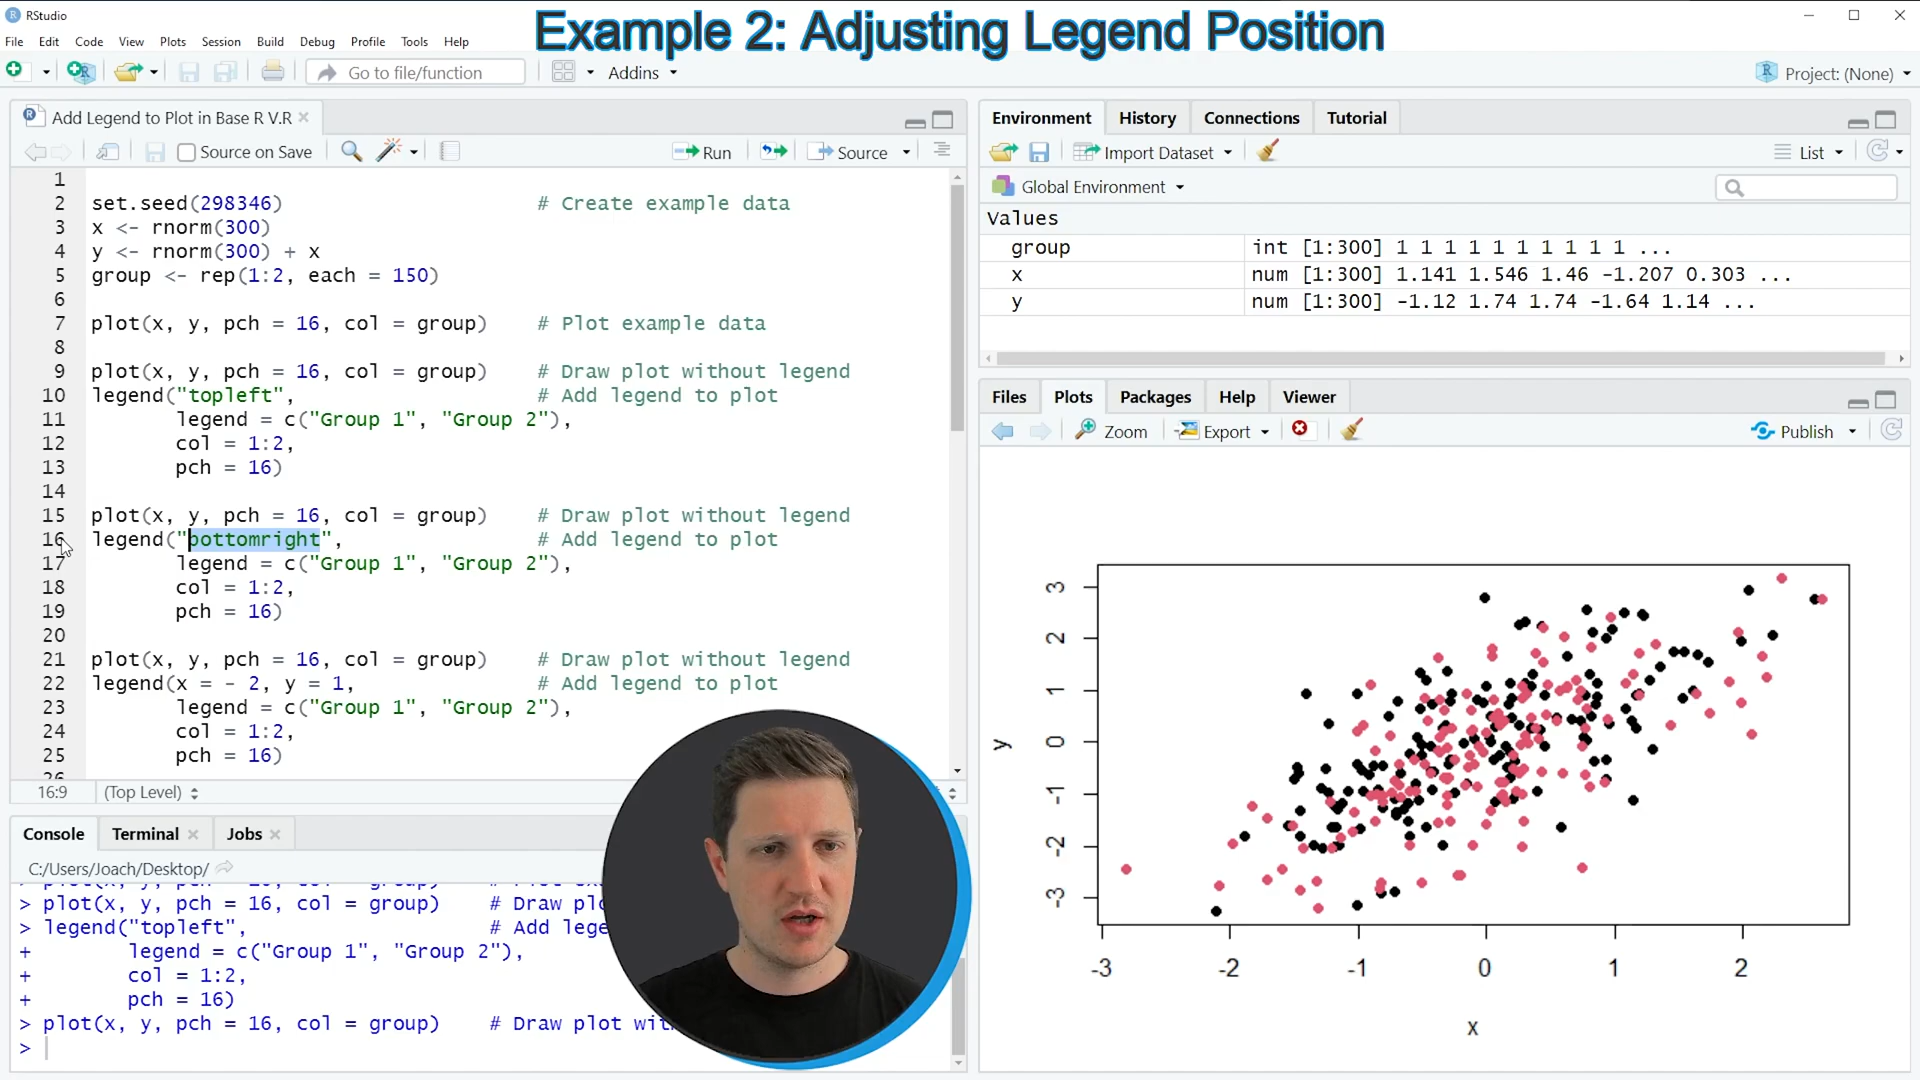 RStudio
Example 2: Adjusting Legend Position
File Edit Code View Plots Session Build Debug Profile Tools Help
Go to file/function Addins Project: (None)
Add Legend to Plot in Base R V.R
Source on Save Run Source
1
2 set.seed(298346) # Create example data
3 x <- rnorm(300)
4 y <- rnorm(300) + x
5 group <- rep(1:2, each = 150)
6
7 plot(x, y, pch = 16, col = group) # Plot example data
8
9 plot(x, y, pch = 16, col = group) # Draw plot without legend
10 legend("topleft", # Add legend to plot
11 legend = c("Group 1", "Group 2"),
12 col = 1:2,
13 pch = 16)
14
15 plot(x, y, pch = 16, col = group) # Draw plot without legend
16 legend("bottomright", # Add legend to plot
17 legend = c("Group 1", "Group 2"),
18 col = 1:2,
19 pch = 16)
20
21 plot(x, y, pch = 16, col = group) # Draw plot without legend
22 legend(x = - 2, y = 1, # Add legend to plot
23 legend = c("Group 1", "Group 2"),
24 col = 1:2,
25 pch = 16)
26
16:9 (Top Level)
Console Terminal Jobs
C:/Users/Joach/Desktop/
> plot(x, y, pch = 16, col = group)
> plot(x, y, pch = 16, col = group) # Draw
> legend("topleft", # Add
+ legend = c("Group 1", "Group 2"),
+ col = 1:2,
+ pch = 16)
> plot(x, y, pch = 16, col = group) # Draw plot
>
Environment History Connections Tutorial
Import Dataset List
Global Environment
Values
group int [1:300] 1 1 1 1 1 1 1 1 1 1 ...
x num [1:300] 1.141 1.546 1.46 -1.207 0.303 ...
y num [1:300] -1.12 1.74 1.74 -1.64 1.14 ...
Files Plots Packages Help Viewer
Zoom Export Publish
3
2
1
0
-1
-2
-3
y
-3 -2 -1 0 1 2
x